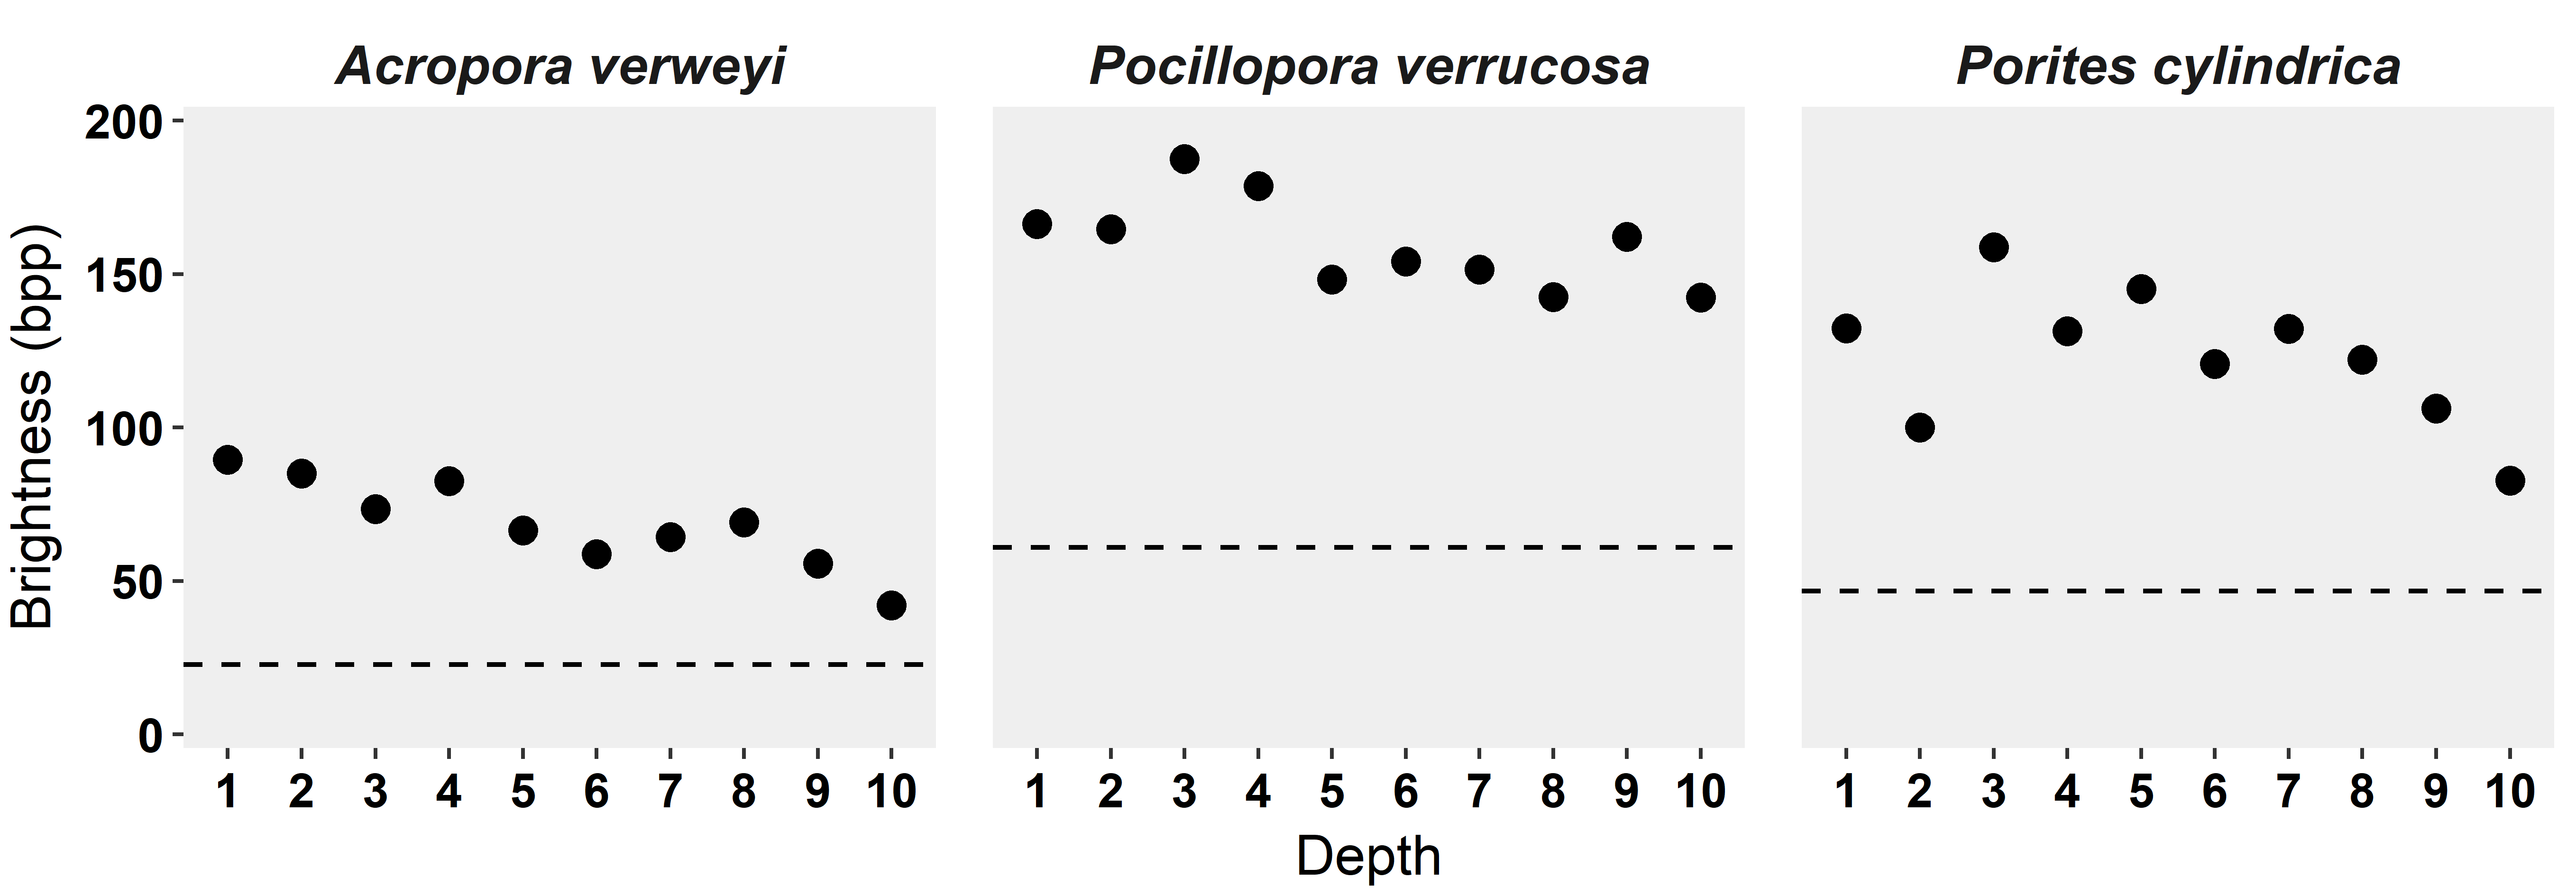 Acropora verweyi
Pocillopora verrucosa
Porites cylindrica
Brightness (bpp)
200
150
100
50
0
1 2 3 4 5 6 7 8 9 10
1 2 3 4 5 6 7 8 9 10
1 2 3 4 5 6 7 8 9 10
Depth